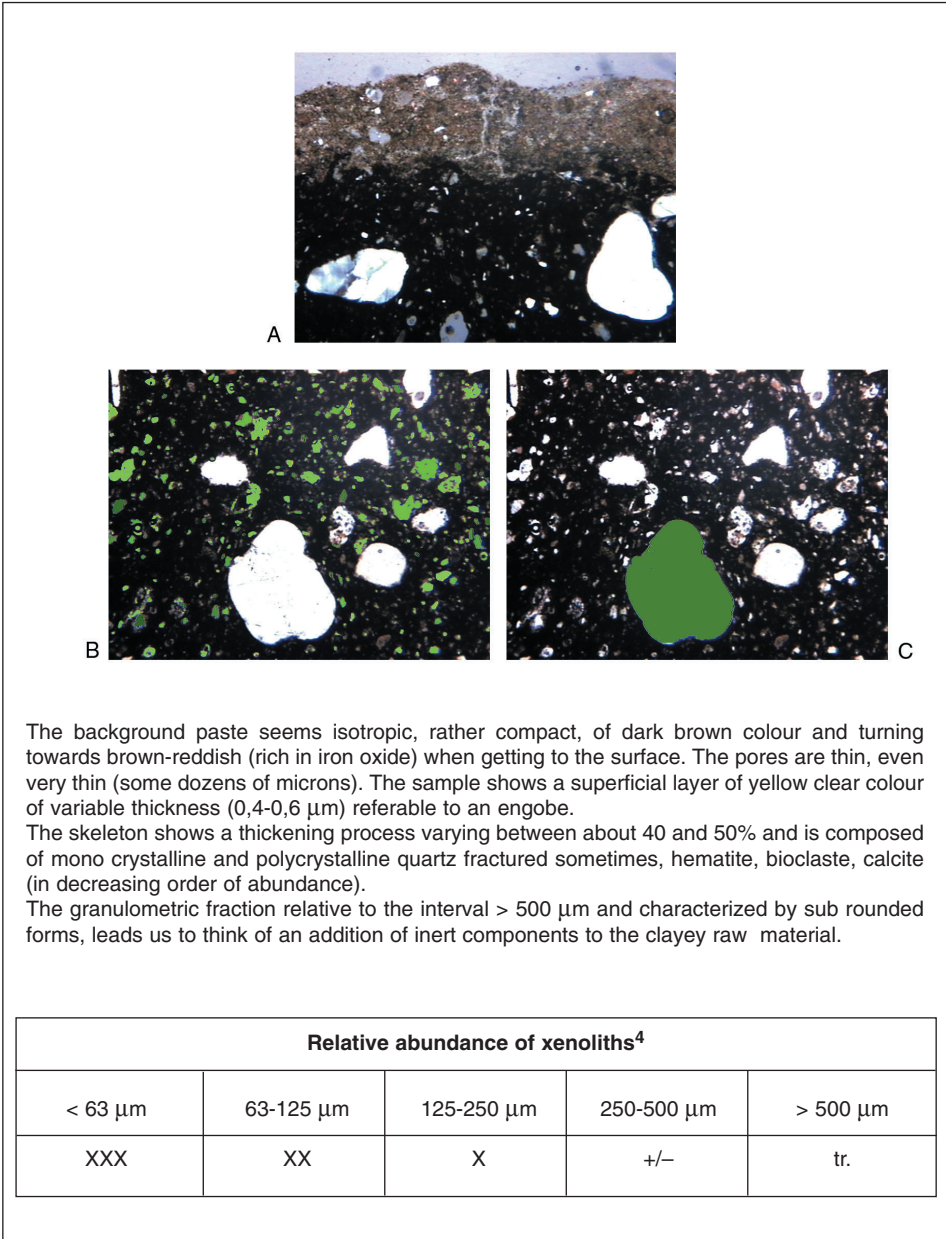 A
B
C
The background paste seems isotropic, rather compact, of dark brown colour and turning
towards brown-reddish (rich in iron oxide) when getting to the surface. The pores are thin, even
very thin (some dozens of microns). The sample shows a superficial layer of yellow clear colour
of variable thickness (0,4-0,6 μm) referable to an engobe.
The skeleton shows a thickening process varying between about 40 and 50% and is composed
of mono crystalline and polycrystalline quartz fractured sometimes, hematite, bioclaste, calcite
(in decreasing order of abundance).
The granulometric fraction relative to the interval > 500 μm and characterized by sub rounded
forms, leads us to think of an addition of inert components to the clayey raw material.
Relative abundance of xenoliths⁴
< 63 μm 63-125 μm 125-250 μm 250-500 μm > 500 μm
XXX XX X +/– tr.